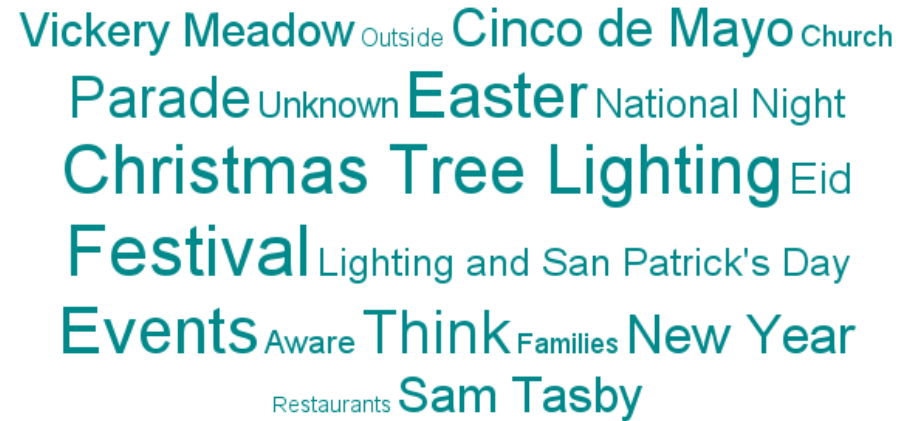 Vickery Meadow Outside Cinco de Mayo Church
Parade Unknown Easter National Night
Christmas Tree Lighting Eid
Festival Lighting and San Patrick's Day
Events Aware Think Families New Year
Restaurants Sam Tasby